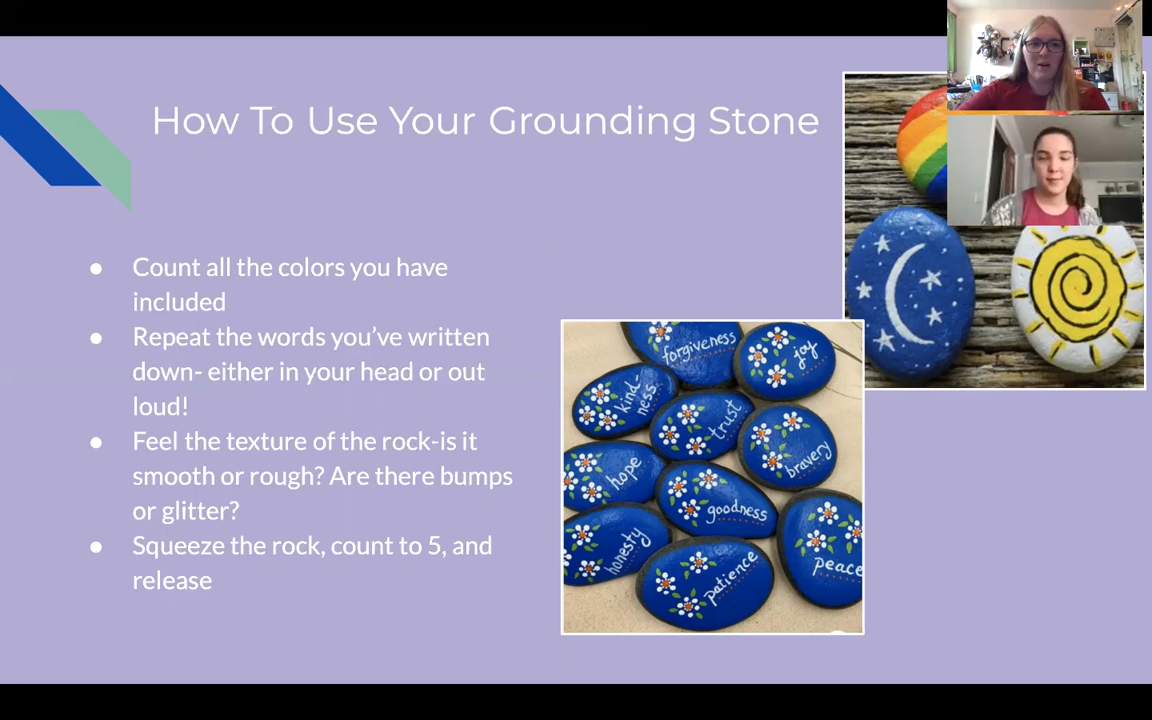 How To Use Your Grounding Stone
● Count all the colors you have
included
● Repeat the words you've written
down- either in your head or out
loud!
● Feel the texture of the rock-is it
smooth or rough? Are there bumps
or glitter?
● Squeeze the rock, count to 5, and
release
forgiveness
joy
kind-
ness
trust
bravery
hope
goodness
honesty
patience
peace